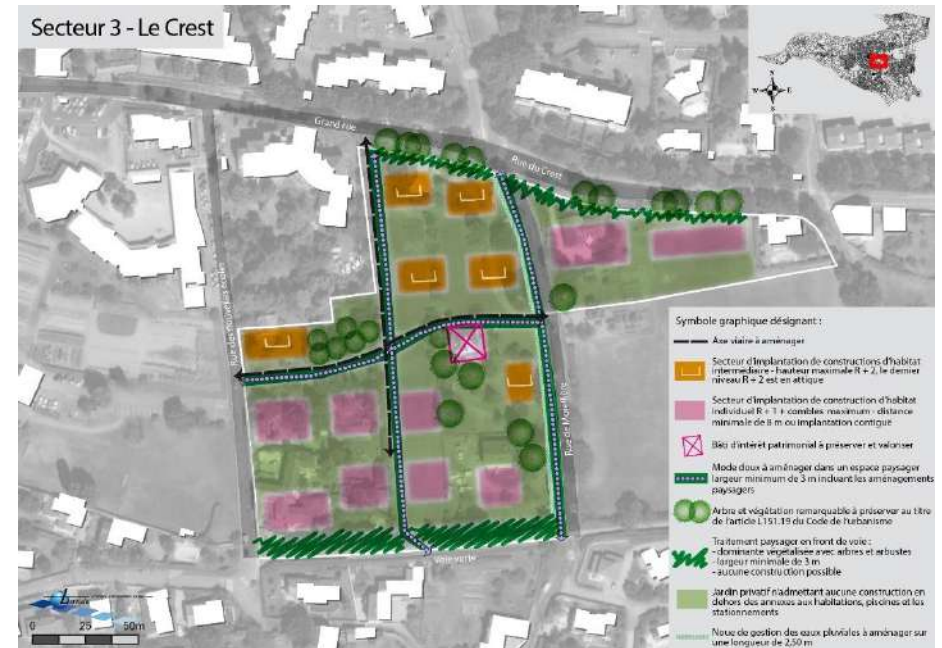 Secteur 3 - Le Crest
N
W
E
S
Grand rue
Rue du Crest
Rue des nouvelles écoles
Rue de
Voie verte
Symbole graphique désignant :
Axe viaire à aménager
Secteur d'implantation de constructions d'habitat
intermédiaire - hauteur maximale R + 2, le dernier
niveau R + 2 est en attique
Secteur d'implantation de construction d'habitat
individuel R + 1 + combles maximum - distance
minimale de 8 m ou implantation contigue
Bâti d'intérêt patrimonial à préserver et valoriser
Mode doux à aménager dans un espace paysager
largeur minimum de 3 m incluant les aménagements
paysagers
Arbre et végétation remarquable à préserver au titre
de l'article L151.19 du Code de l'urbanisme
Traitement paysager en front de voie :
- dominante végétalisée avec arbres et arbustes
- largeur minimale de 3 m
- aucune construction possible
Jardin privatif n'admettant aucune construction en
dehors des annexes aux habitations, piscines et les
stationnements
Noue de gestion des eaux pluviales à aménager sur
une longueur de 2,50 m
0 25 50m